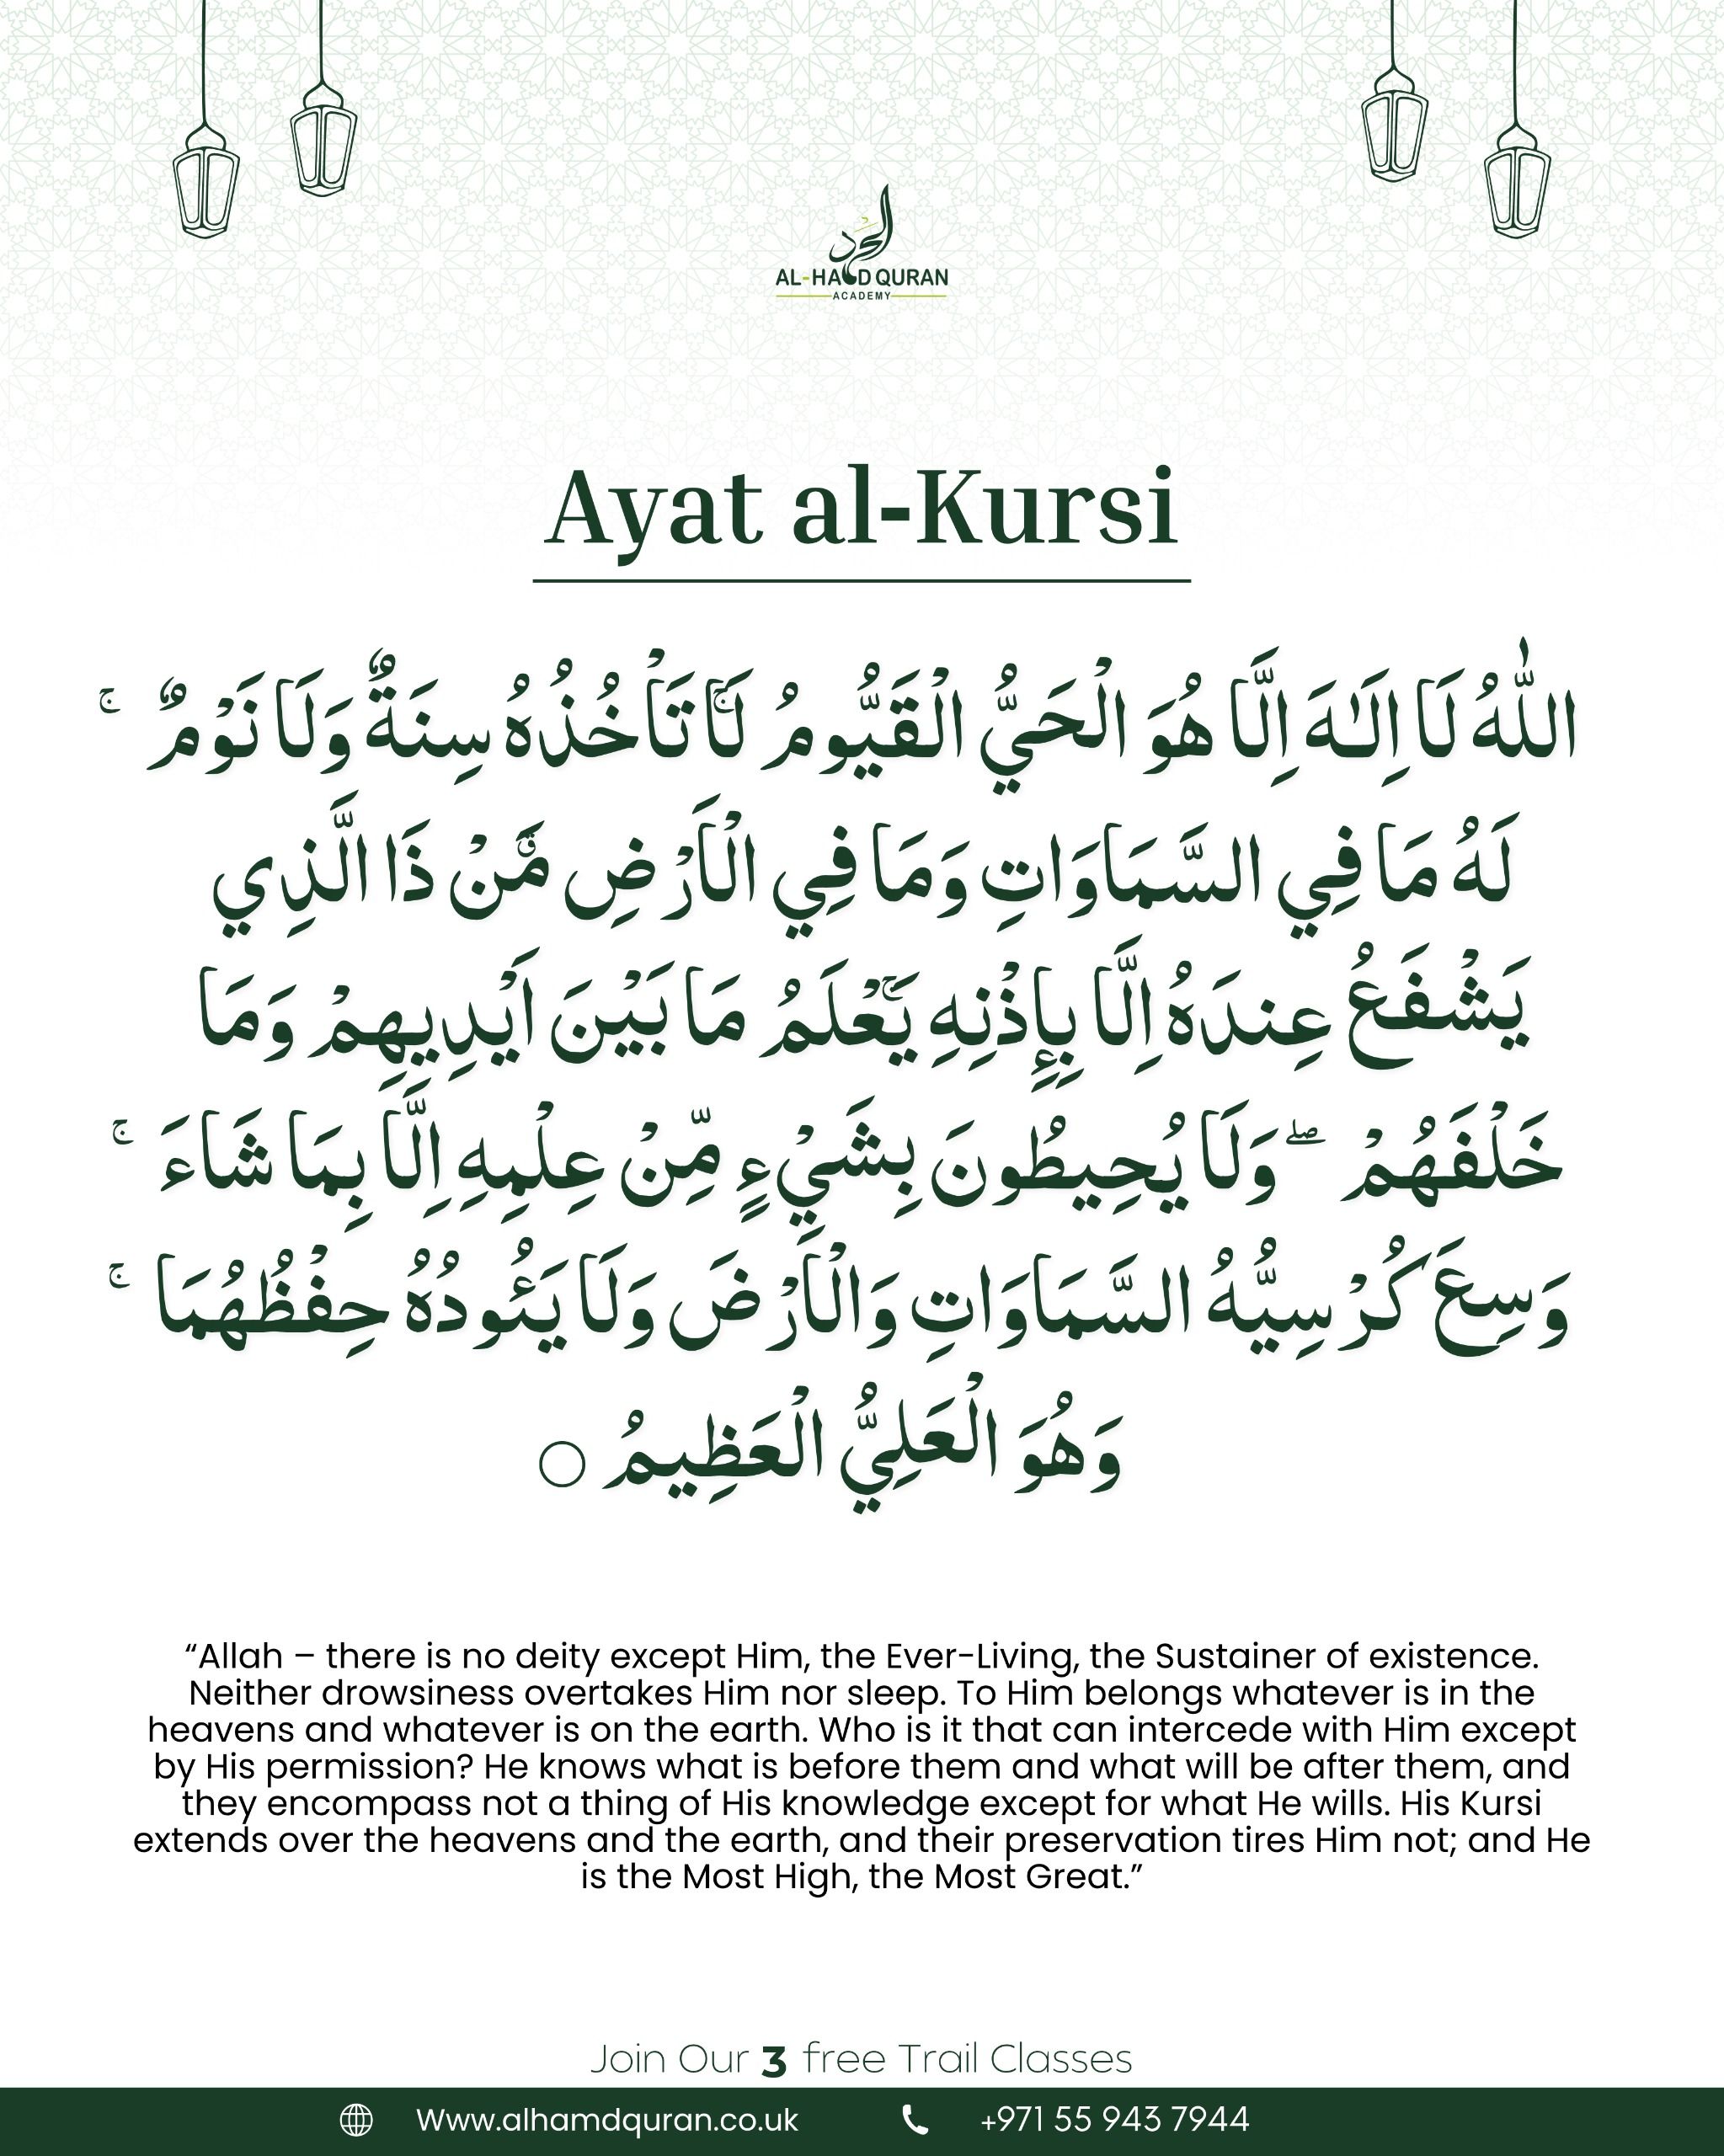 الحمد
AL-HAMD QURAN
ACADEMY
Ayat al-Kursi
اللّٰهُ لَا اِلَـٰهَ اِلَّا هُوَ الْحَيُّ الْقَيُّومُ ۚ لَا تَاْخُذُهُ سِنَةٌ وَلَا نَوْمٌ ۚ
لَهُ مَا فِي السَّمَاوَاتِ وَمَا فِي الْاَرْضِ ۗ مَّنْ ذَا الَّذِي
يَشْفَعُ عِندَهُ اِلَّا بِاِذْنِهِ ۚ يَعْلَمُ مَا بَيْنَ اَيْدِيهِمْ وَمَا
خَلْفَهُمْ ۖ وَلَا يُحِيطُونَ بِشَيْءٍ مِّنْ عِلْمِهِ اِلَّا بِمَا شَاءَ ۚ
وَسِعَ كُرْسِيُّهُ السَّمَاوَاتِ وَالْاَرْضَ وَلَا يَئُودُهُ حِفْظُهُمَا ۚ
وَهُوَ الْعَلِيُّ الْعَظِيمُ ○
“Allah – there is no deity except Him, the Ever-Living, the Sustainer of existence.
Neither drowsiness overtakes Him nor sleep. To Him belongs whatever is in the
heavens and whatever is on the earth. Who is it that can intercede with Him except
by His permission? He knows what is before them and what will be after them, and
they encompass not a thing of His knowledge except for what He wills. His Kursi
extends over the heavens and the earth, and their preservation tires Him not; and He
is the Most High, the Most Great.”
Join Our 3 free Trail Classes
Www.alhamdquran.co.uk
+971 55 943 7944